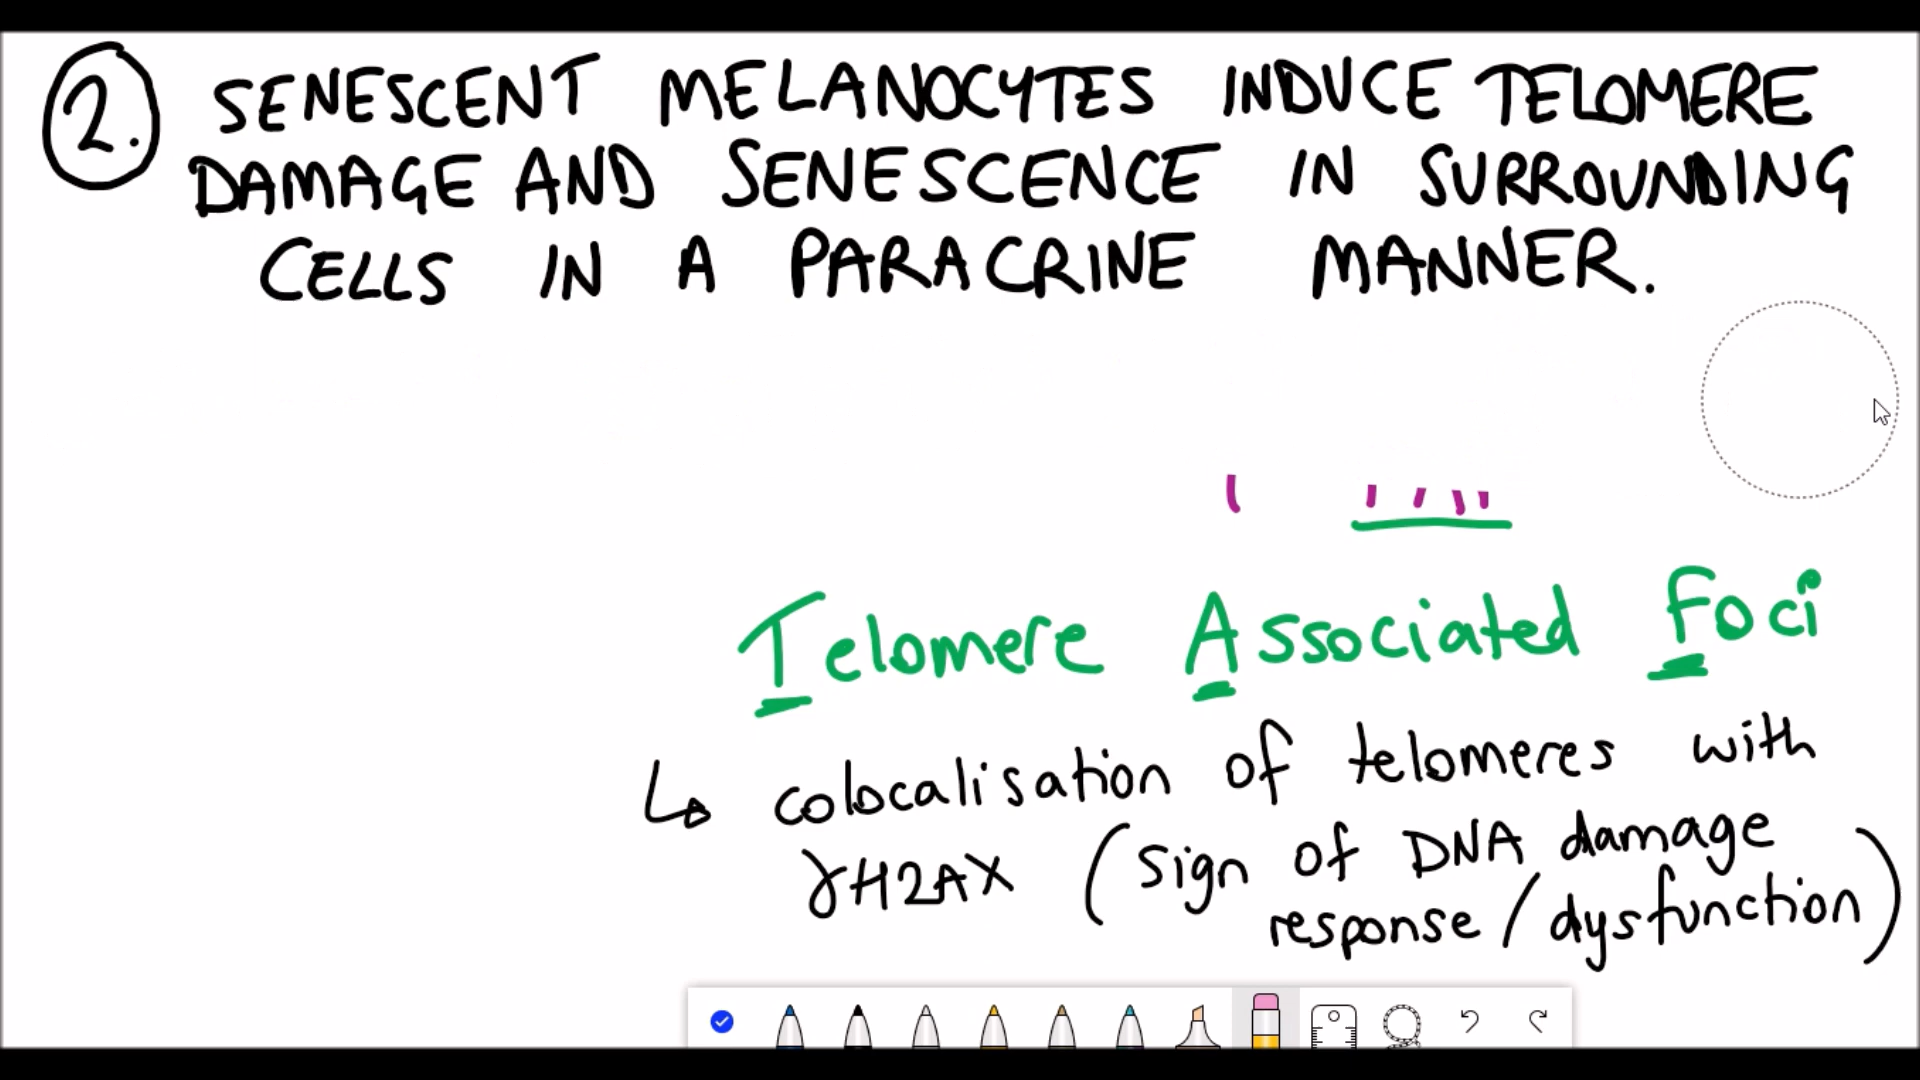 2. SENESCENT MELANOCYTES INDUCE TELOMERE
DAMAGE AND SENESCENCE IN SURROUNDING
CELLS IN A PARACRINE MANNER.
Telomere Associated Foci
↳ colocalisation of telomeres with
γH2AX (sign of DNA damage
response/dysfunction)